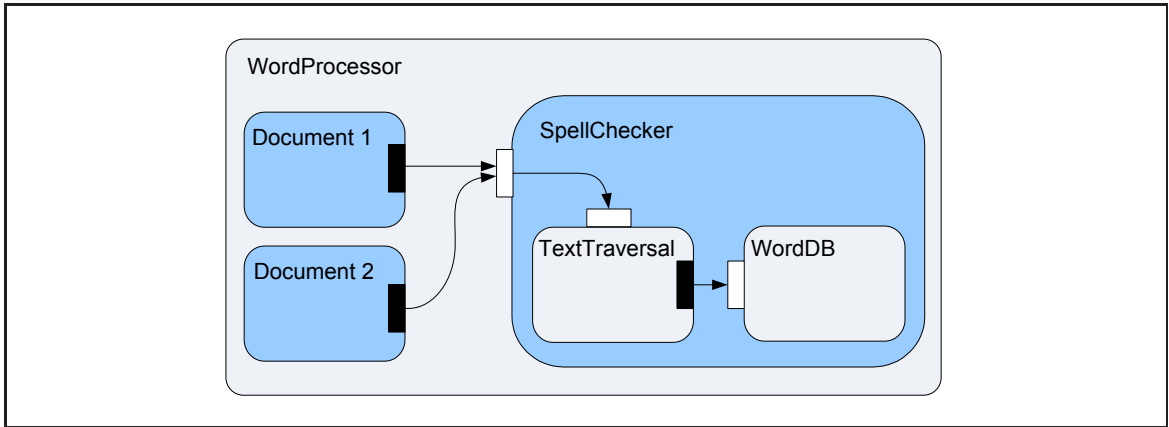 WordProcessor
Document 1
SpellChecker
Document 2
TextTraversal
WordDB